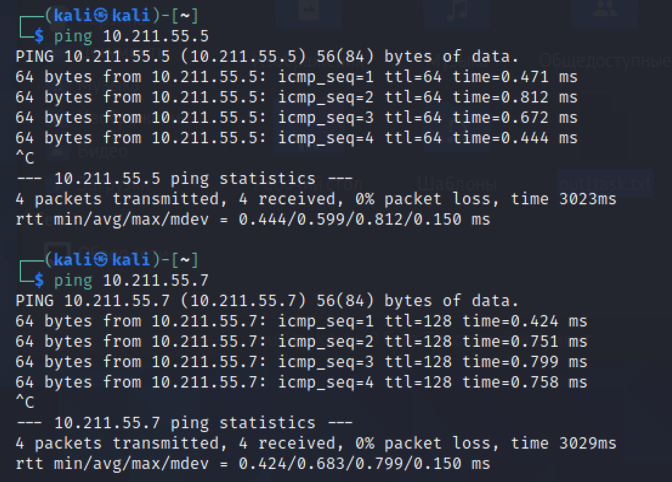 ┌──(kali㉿kali)-[~]
└─$ ping 10.211.55.5
PING 10.211.55.5 (10.211.55.5) 56(84) bytes of data.
64 bytes from 10.211.55.5: icmp_seq=1 ttl=64 time=0.471 ms
64 bytes from 10.211.55.5: icmp_seq=2 ttl=64 time=0.812 ms
64 bytes from 10.211.55.5: icmp_seq=3 ttl=64 time=0.672 ms
64 bytes from 10.211.55.5: icmp_seq=4 ttl=64 time=0.444 ms
^C
--- 10.211.55.5 ping statistics ---
4 packets transmitted, 4 received, 0% packet loss, time 3023ms
rtt min/avg/max/mdev = 0.444/0.599/0.812/0.150 ms
┌──(kali㉿kali)-[~]
└─$ ping 10.211.55.7
PING 10.211.55.7 (10.211.55.7) 56(84) bytes of data.
64 bytes from 10.211.55.7: icmp_seq=1 ttl=128 time=0.424 ms
64 bytes from 10.211.55.7: icmp_seq=2 ttl=128 time=0.751 ms
64 bytes from 10.211.55.7: icmp_seq=3 ttl=128 time=0.799 ms
64 bytes from 10.211.55.7: icmp_seq=4 ttl=128 time=0.758 ms
^C
--- 10.211.55.7 ping statistics ---
4 packets transmitted, 4 received, 0% packet loss, time 3029ms
rtt min/avg/max/mdev = 0.424/0.683/0.799/0.150 ms
Общедоступные
Видео
Шаблоны